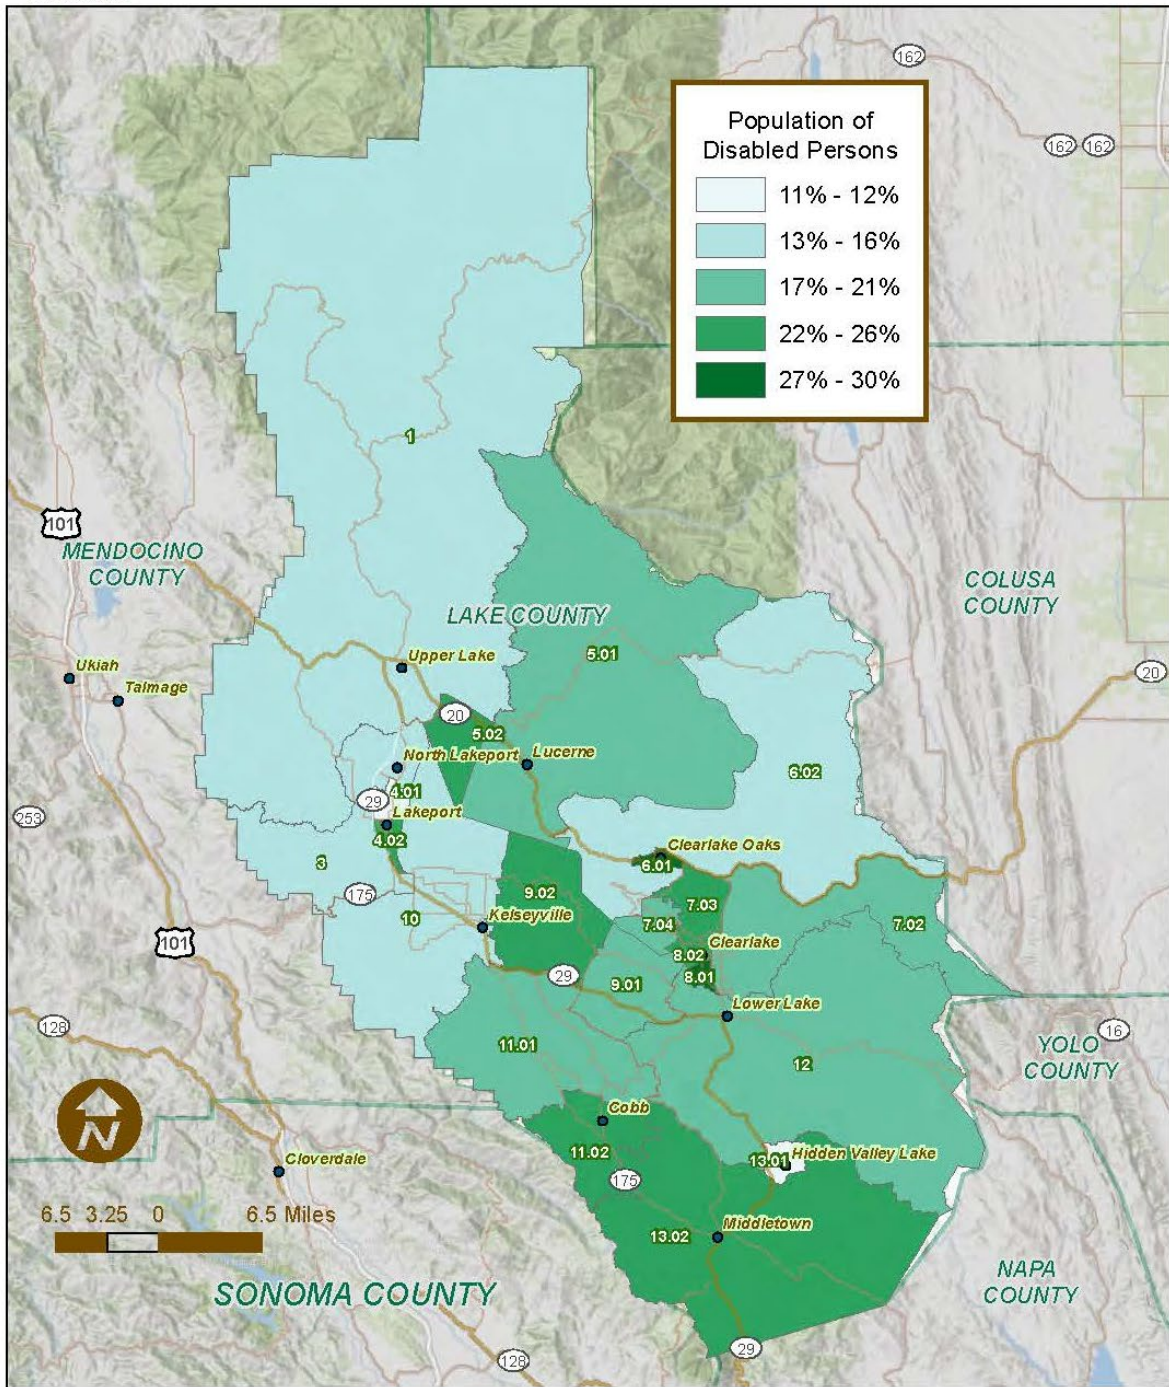 162
162
162
Population of
Disabled Persons
11% - 12%
13% - 16%
17% - 21%
22% - 26%
27% - 30%
1
101
MENDOCINO
COUNTY
COLUSA
COUNTY
LAKE COUNTY
5.01
Upper Lake
Ukiah
Talmage
20
20
5.02
North Lakeport
Lucerne
6.02
4.01
29
Lakeport
253
4.02
Clearlake Oaks
6.01
3
175
9.02
7.03
10
Kelseyville
7.04
7.02
101
Clearlake
8.02
29
9.01
8.01
Lower Lake
128
16
11.01
YOLO
COUNTY
12
N
Cobb
11.02
13.01
Hidden Valley Lake
Cloverdale
175
6.5 3.25 0 6.5 Miles
13.02
Middletown
SONOMA COUNTY
NAPA
COUNTY
29
128